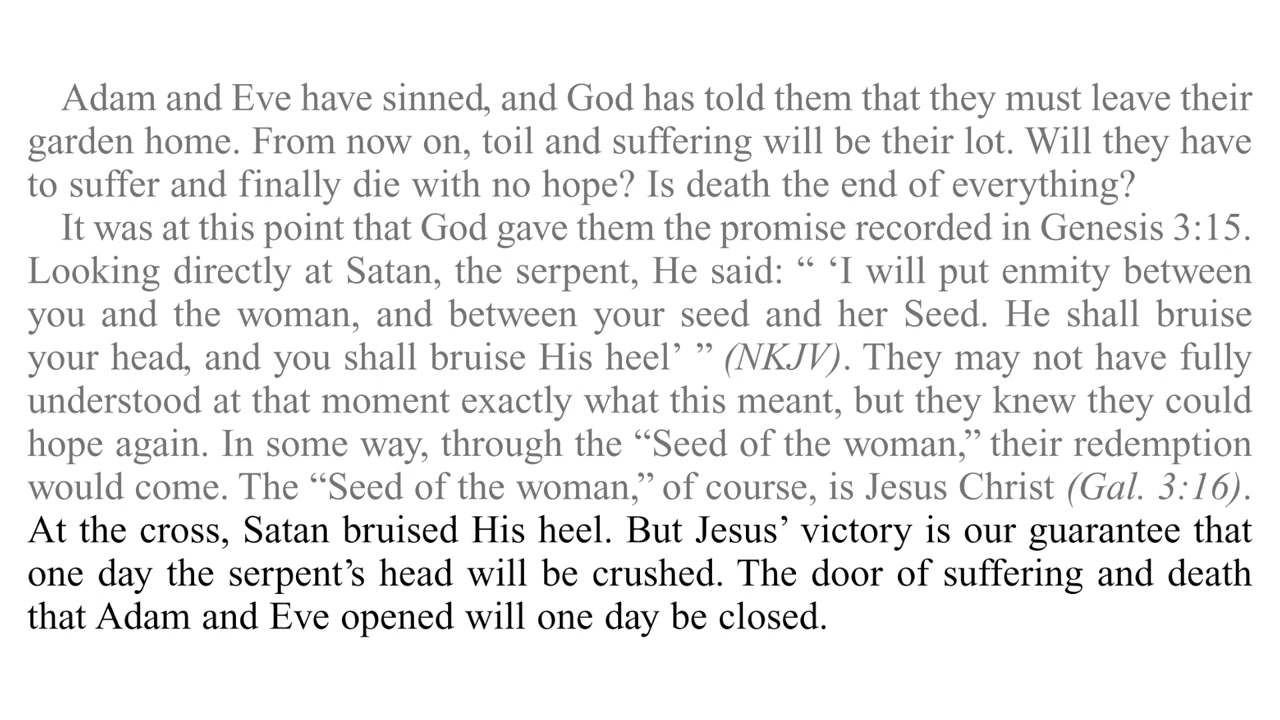 Adam and Eve have sinned, and God has told them that they must leave their
garden home. From now on, toil and suffering will be their lot. Will they have
to suffer and finally die with no hope? Is death the end of everything?
It was at this point that God gave them the promise recorded in Genesis 3:15.
Looking directly at Satan, the serpent, He said: “ ‘I will put enmity between
you and the woman, and between your seed and her Seed. He shall bruise
your head, and you shall bruise His heel’ ” (NKJV). They may not have fully
understood at that moment exactly what this meant, but they knew they could
hope again. In some way, through the “Seed of the woman,” their redemption
would come. The “Seed of the woman,” of course, is Jesus Christ (Gal. 3:16).
At the cross, Satan bruised His heel. But Jesus’ victory is our guarantee that
one day the serpent’s head will be crushed. The door of suffering and death
that Adam and Eve opened will one day be closed.